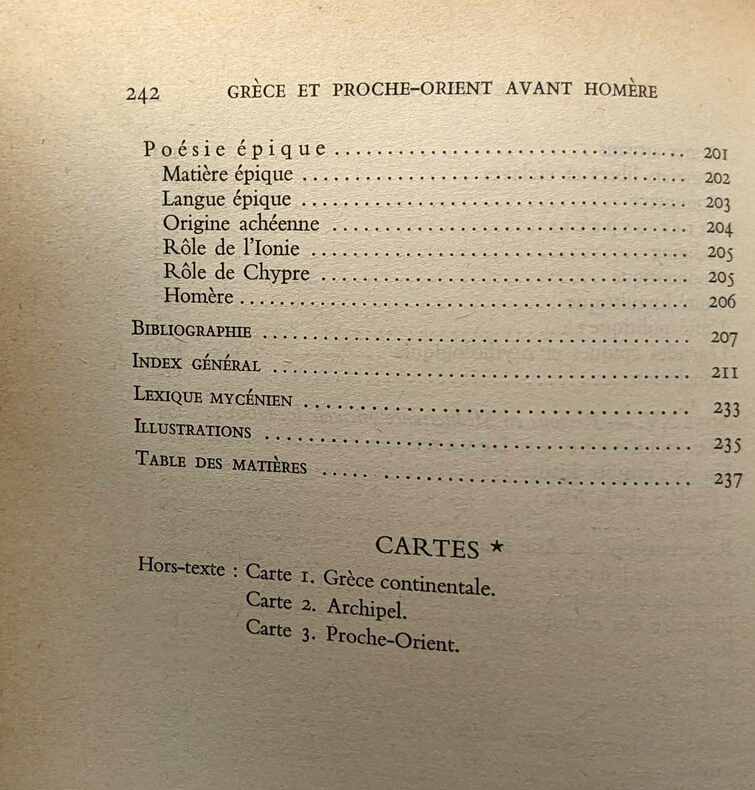 242 GRÈCE ET PROCHE-ORIENT AVANT HOMÈRE
Poésie épique ........................................ 201
Matière épique ........................................ 202
Langue épique ........................................ 203
Origine achéenne ........................................ 204
Rôle de l'Ionie ........................................ 205
Rôle de Chypre ........................................ 205
Homère ........................................ 206
BIBLIOGRAPHIE ........................................ 207
INDEX GÉNÉRAL ........................................ 211
LEXIQUE MYCÉNIEN ........................................ 233
ILLUSTRATIONS ........................................ 235
TABLE DES MATIÈRES ........................................ 237
CARTES *
Hors-texte : Carte 1. Grèce continentale.
Carte 2. Archipel.
Carte 3. Proche-Orient.